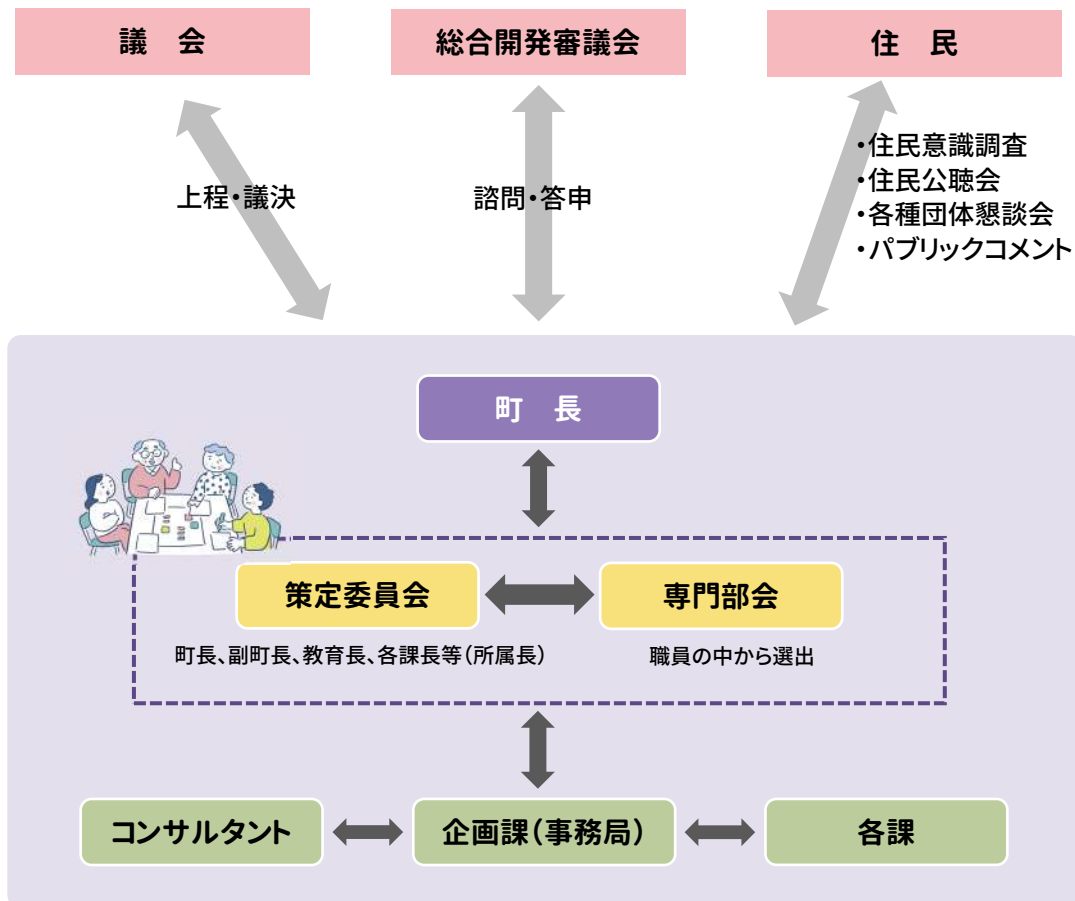 議　会
総合開発審議会
住　民
上程・議決
諮問・答申
・住民意識調査
・住民公聴会
・各種団体懇談会
・パブリックコメント
町　長
策定委員会
専門部会
町長、副町長、教育長、各課長等（所属長）
職員の中から選出
コンサルタント
企画課（事務局）
各課